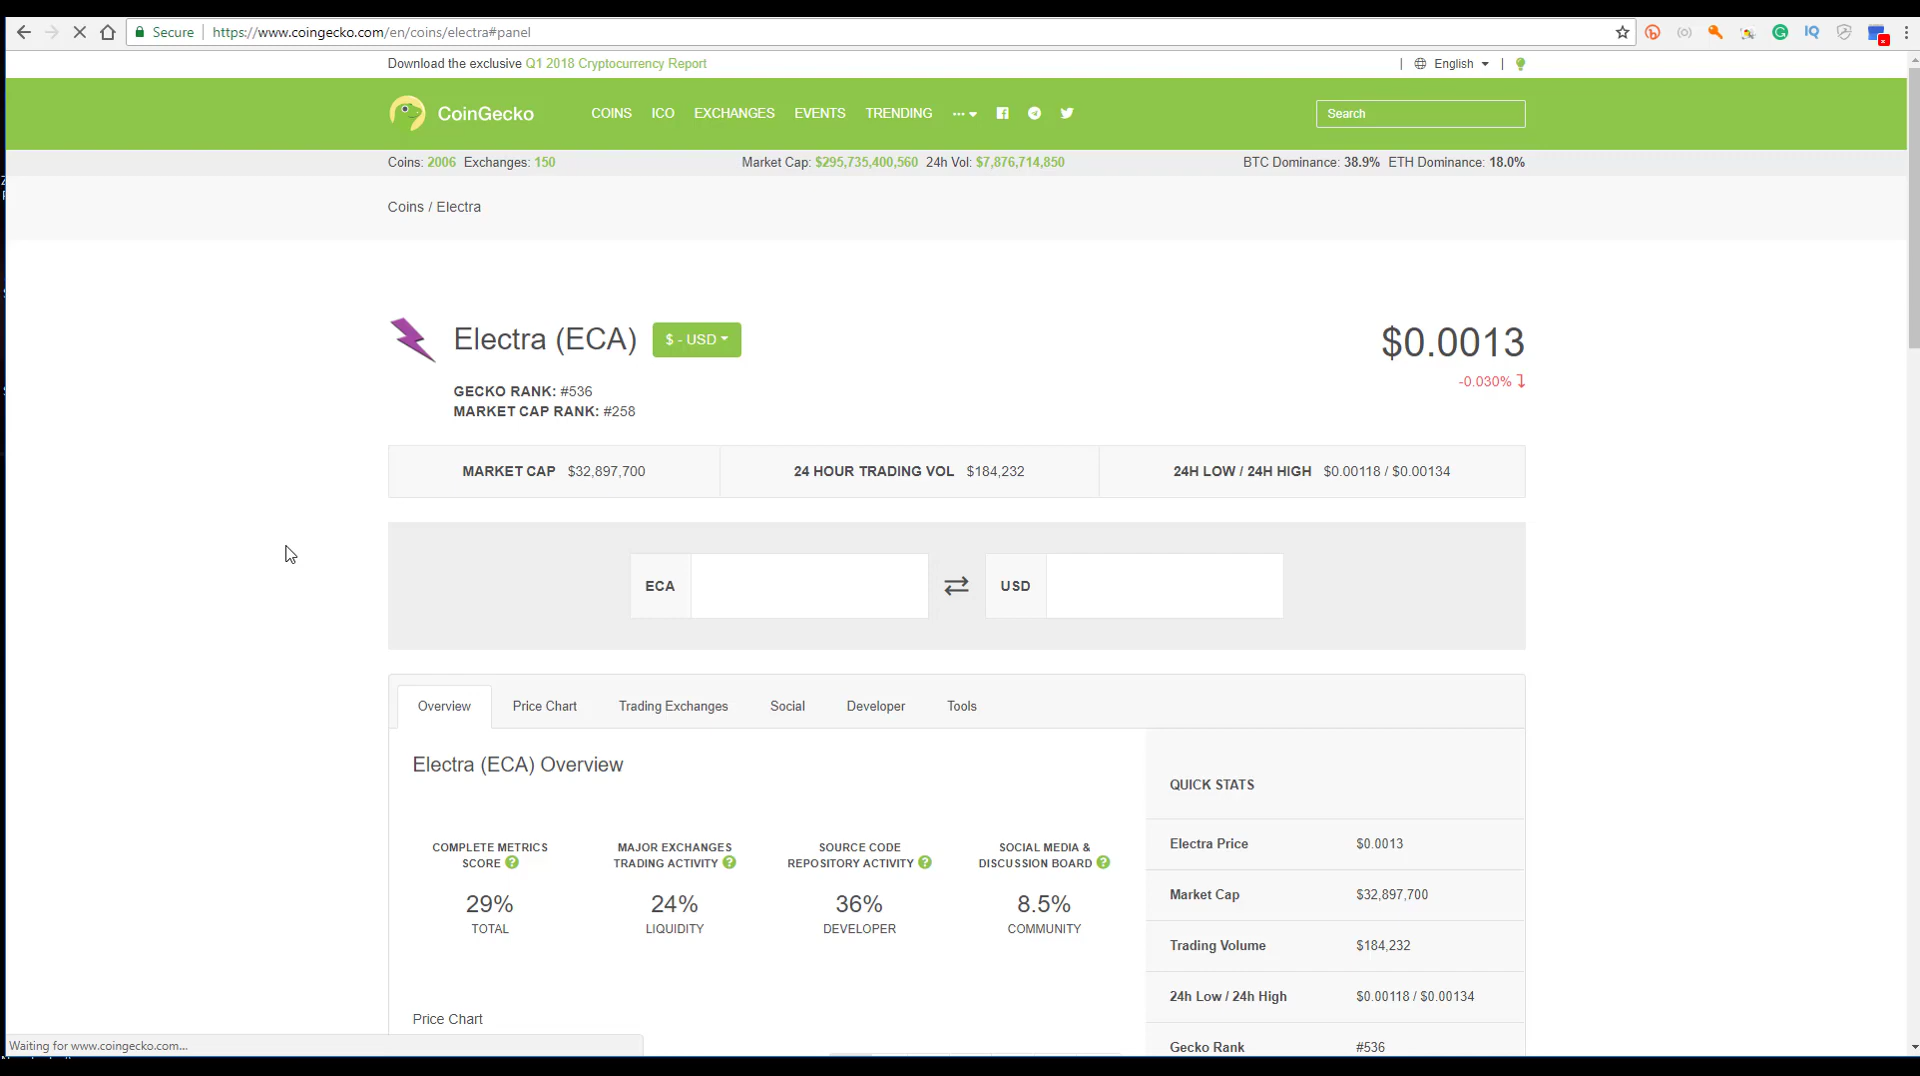 Secure https://www.coingecko.com/en/coins/electra#panel
Download the exclusive Q1 2018 Cryptocurrency Report | English |
CoinGecko COINS ICO EXCHANGES EVENTS TRENDING Search
Coins: 2006 Exchanges: 150 Market Cap: $295,735,400,560 24h Vol: $7,876,714,850 BTC Dominance: 38.9% ETH Dominance: 18.0%
Coins / Electra
Electra (ECA) $ - USD $0.0013
-0.030%
GECKO RANK: #536
MARKET CAP RANK: #258
MARKET CAP $32,897,700 24 HOUR TRADING VOL $184,232 24H LOW / 24H HIGH $0.00118 / $0.00134
ECA USD
Overview Price Chart Trading Exchanges Social Developer Tools
Electra (ECA) Overview
COMPLETE METRICS SCORE ?
29%
TOTAL
MAJOR EXCHANGES TRADING ACTIVITY ?
24%
LIQUIDITY
SOURCE CODE REPOSITORY ACTIVITY ?
36%
DEVELOPER
SOCIAL MEDIA & DISCUSSION BOARD ?
8.5%
COMMUNITY
Price Chart
QUICK STATS
Electra Price $0.0013
Market Cap $32,897,700
Trading Volume $184,232
24h Low / 24h High $0.00118 / $0.00134
Gecko Rank #536
Waiting for www.coingecko.com...